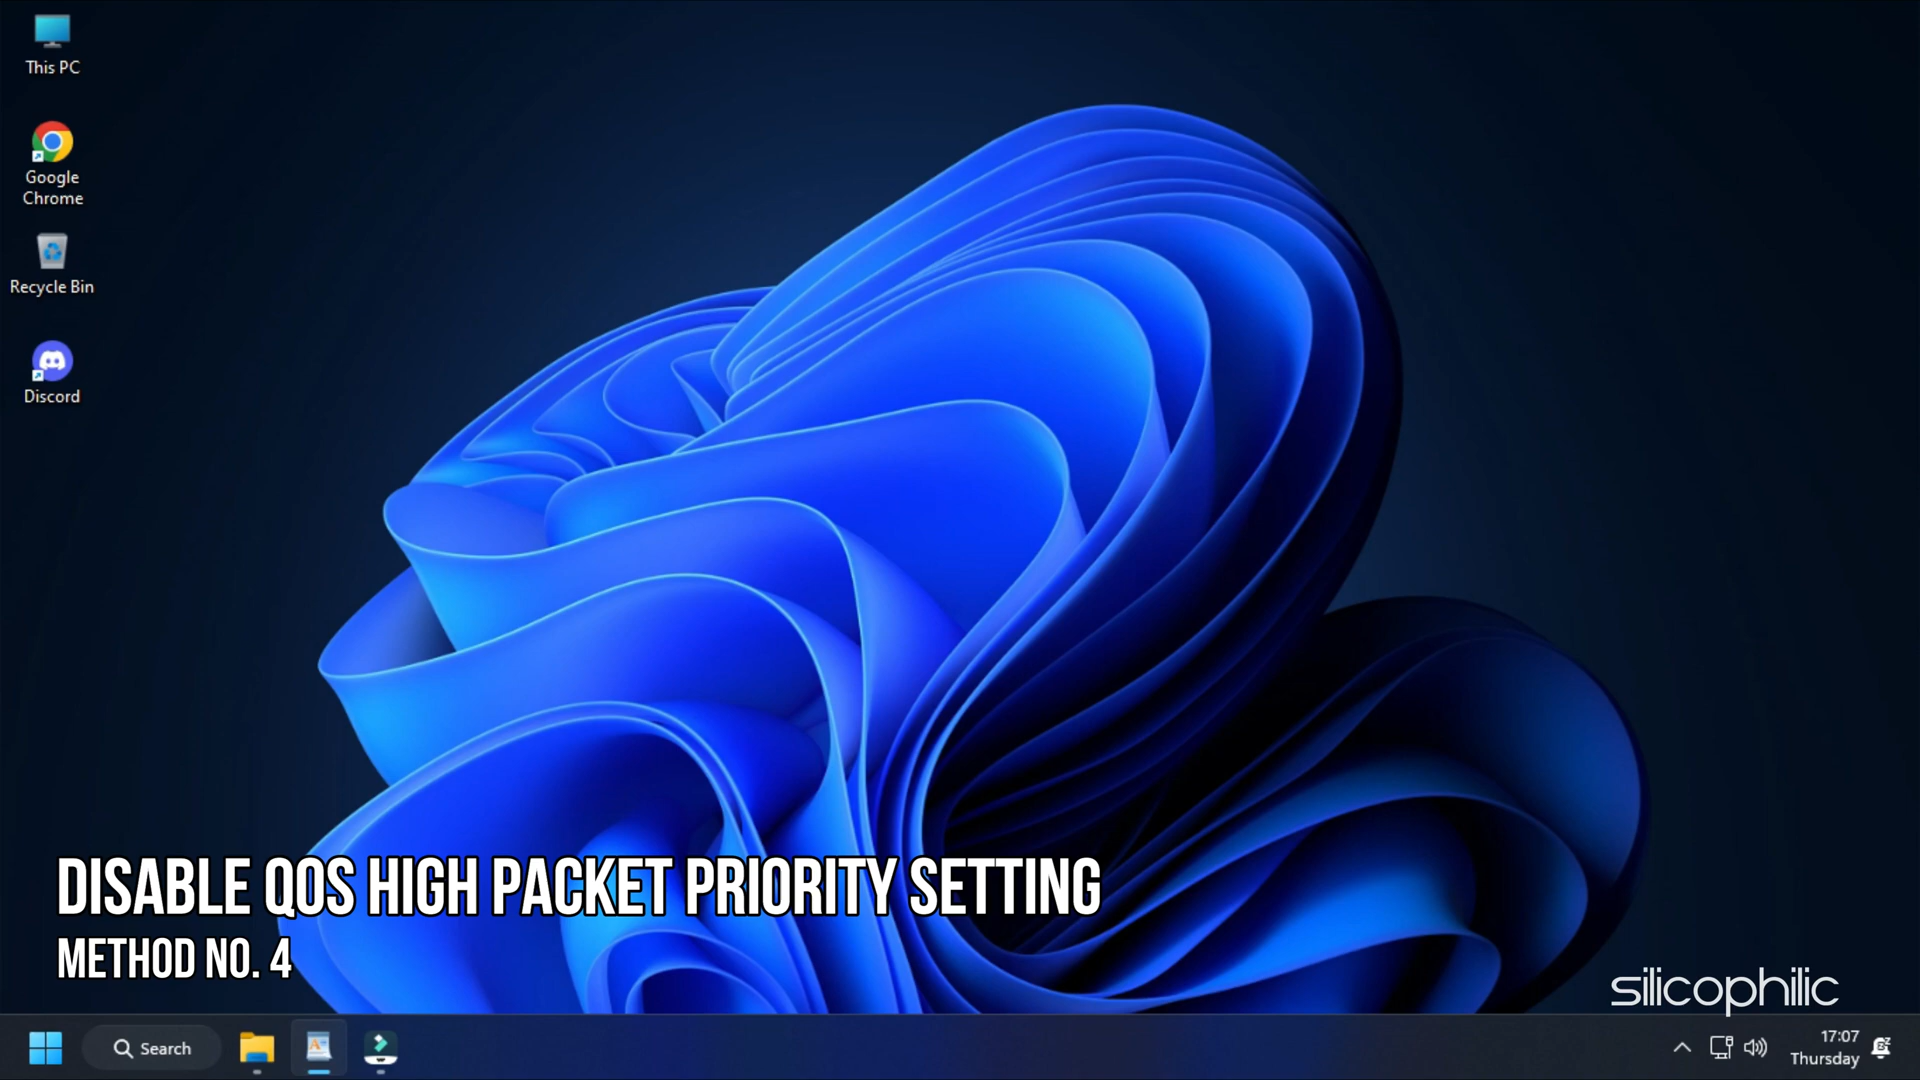 This PC
Google
Chrome
Recycle Bin
Discord
DISABLE QOS HIGH PACKET PRIORITY SETTING
METHOD NO. 4
silicophilic
Search
17:07
Thursday